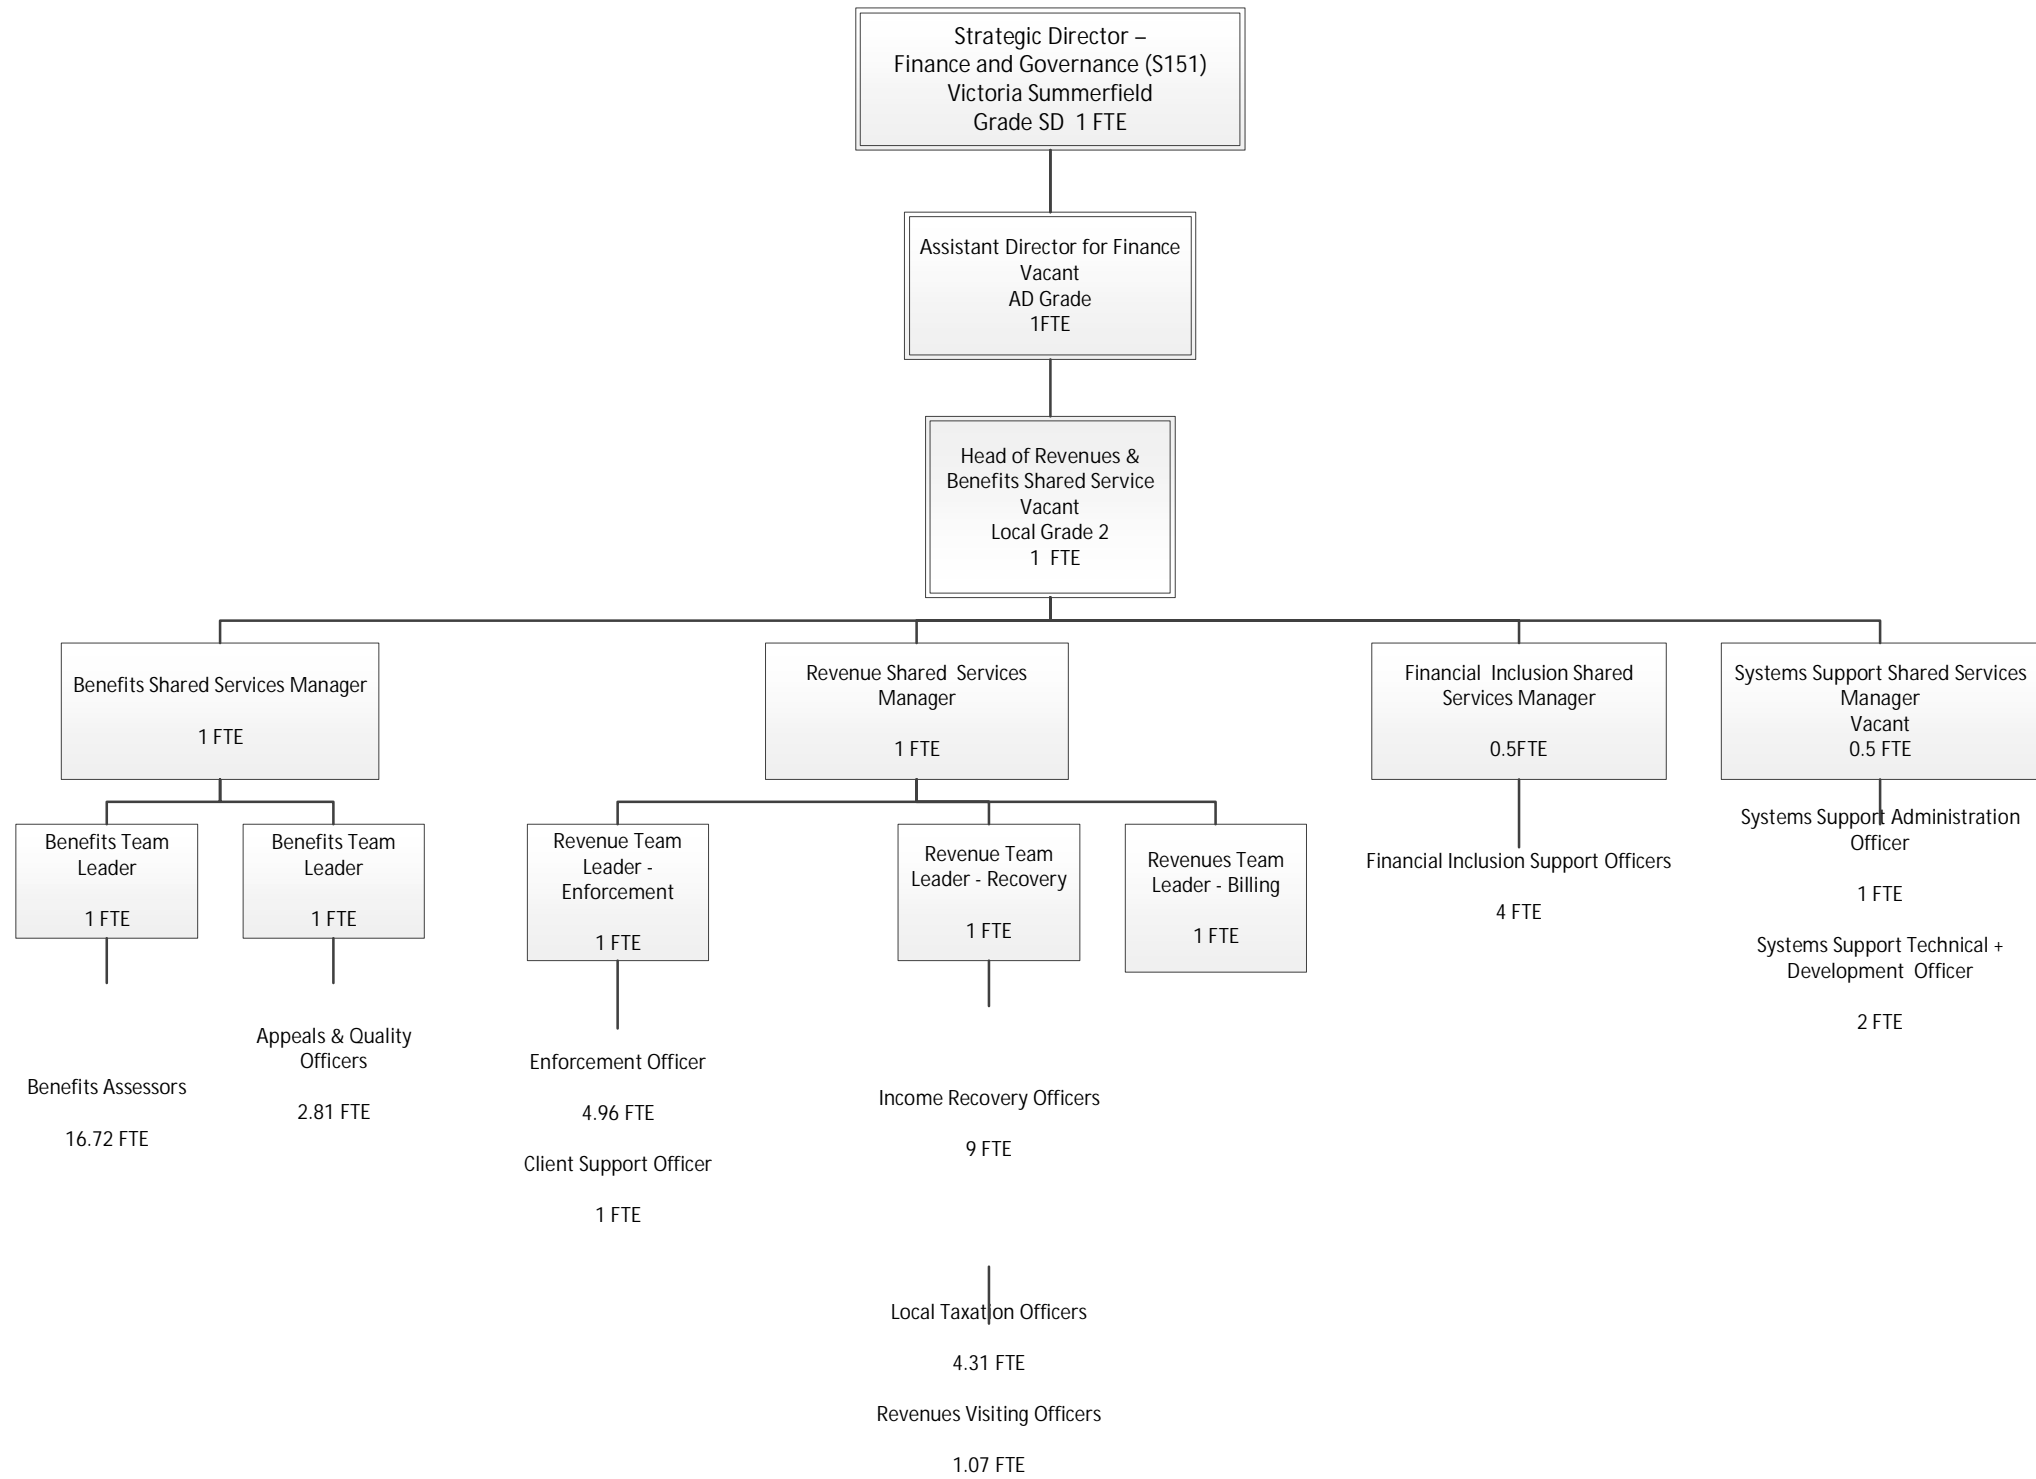 Strategic Director –
Finance and Governance (S151)
Victoria Summerfield
Grade SD 1 FTE
Assistant Director for Finance
Vacant
AD Grade
1FTE
Head of Revenues &
Benefits Shared Service
Vacant
Local Grade 2
1 FTE
Benefits Shared Services Manager
1 FTE
Revenue Shared Services
Manager
1 FTE
Financial Inclusion Shared
Services Manager
0.5FTE
Systems Support Shared Services
Manager
Vacant
0.5 FTE
Benefits Team
Leader
1 FTE
Benefits Team
Leader
1 FTE
Revenue Team
Leader -
Enforcement
1 FTE
Revenue Team
Leader - Recovery
1 FTE
Revenues Team
Leader - Billing
1 FTE
Financial Inclusion Support Officers
4 FTE
Systems Support Administration
Officer
1 FTE
Systems Support Technical +
Development Officer
2 FTE
Benefits Assessors
16.72 FTE
Appeals & Quality
Officers
2.81 FTE
Enforcement Officer
4.96 FTE
Client Support Officer
1 FTE
Income Recovery Officers
9 FTE
Local Taxation Officers
4.31 FTE
Revenues Visiting Officers
1.07 FTE